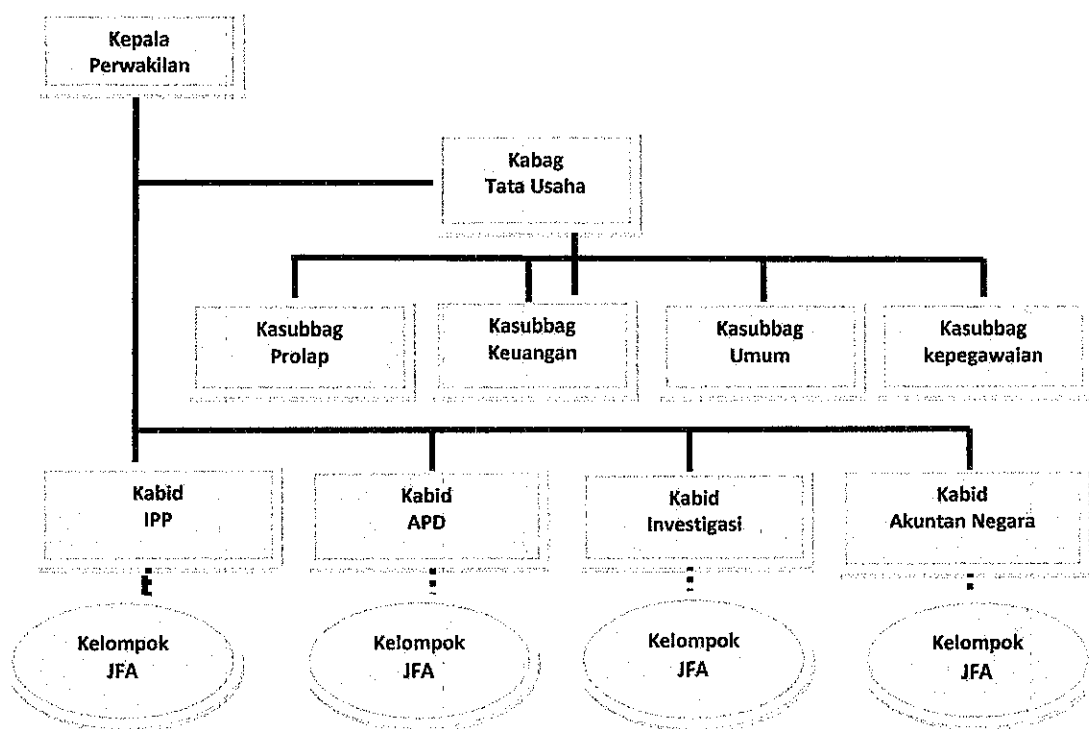 Kepala
Perwakilan
Kabag
Tata Usaha
Kasubbag
Prolap
Kasubbag
Keuangan
Kasubbag
Umum
Kasubbag
kepegawaian
Kabid
IPP
Kabid
APD
Kabid
Investigasi
Kabid
Akuntan Negara
Kelompok
JFA
Kelompok
JFA
Kelompok
JFA
Kelompok
JFA